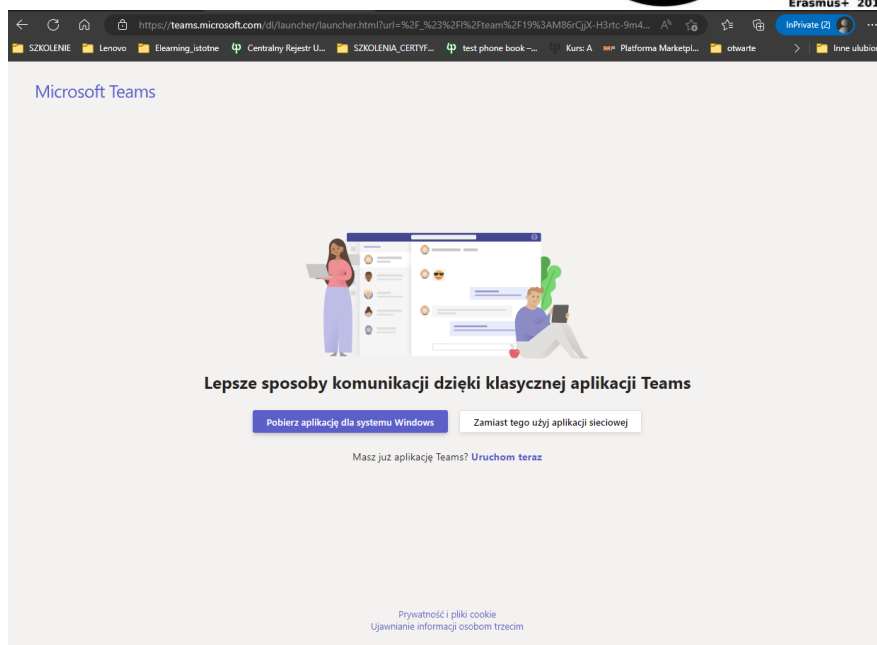 Erasmus+ 201
https://teams.microsoft.com/dl/launcher/launcher.html?url=%2F_%23%2Fl%2Fteam%2F19%3AM86rCjjX-H3rtc-9m4...
InPrivate (2)
SZKOLENIE Lenovo Elearning_istotne Centralny Rejestr U... SZKOLENIA_CERTYF... test phone book –... Kurs: A Platforma Marketpl... otwarte Inne ulubior
Microsoft Teams
Lepsze sposoby komunikacji dzięki klasycznej aplikacji Teams
Pobierz aplikację dla systemu Windows
Zamiast tego użyj aplikacji sieciowej
Masz już aplikację Teams? Uruchom teraz
Prywatność i pliki cookie
Ujawnianie informacji osobom trzecim